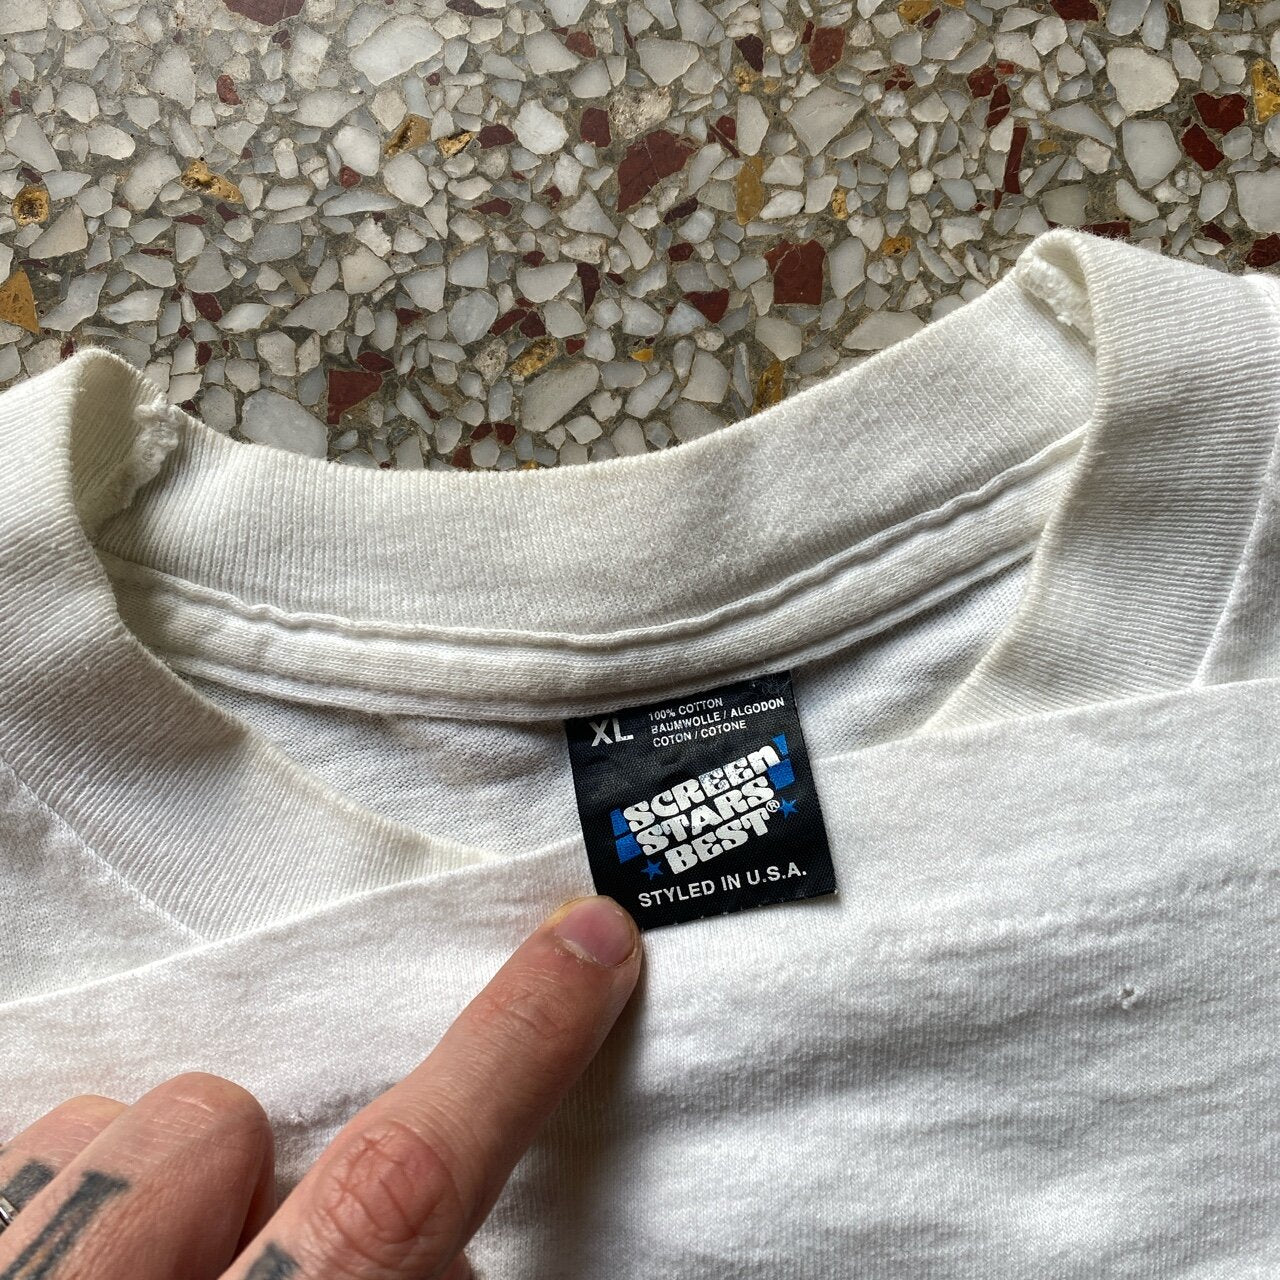 XL
100% COTTON
BAUMWOLLE / ALGODON
COTON / COTONE
SCREEN
STARS
BEST®
STYLED IN U.S.A.